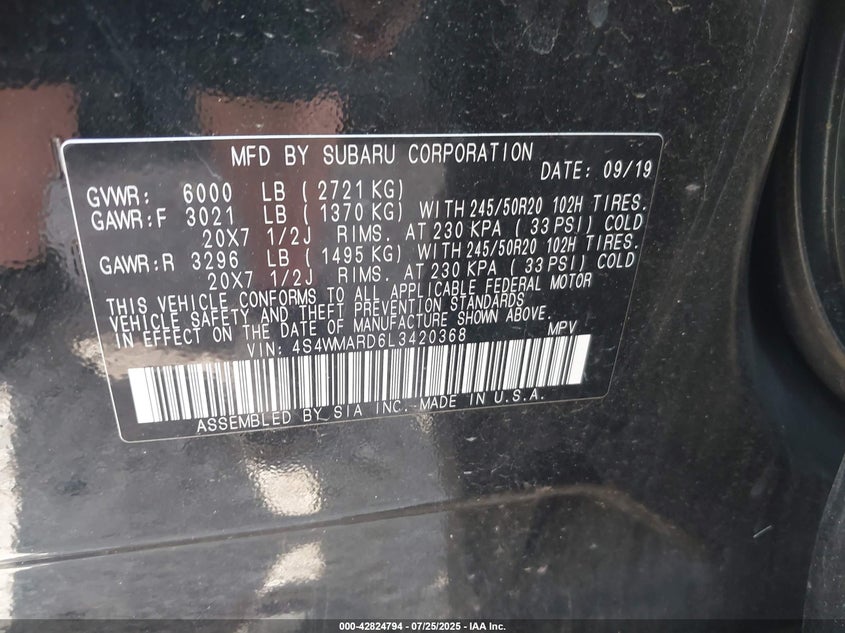 MFD BY SUBARU CORPORATION
DATE: 09/19
GVWR: 6000 LB ( 2721 KG)
GAWR:F 3021 LB ( 1370 KG) WITH 245/50R20 102H TIRES.
20X7 1/2J RIMS. AT 230 KPA ( 33 PSI) COLD
GAWR:R 3296 LB ( 1495 KG) WITH 245/50R20 102H TIRES.
20X7 1/2J RIMS. AT 230 KPA ( 33 PSI) COLD
THIS VEHICLE CONFORMS TO ALL APPLICABLE FEDERAL MOTOR
VEHICLE SAFETY AND THEFT PREVENTION STANDARDS
IN EFFECT ON THE DATE OF MANUFACTURE SHOWN ABOVE.
VIN: 4S4WMARD6L3420368 MPV
ASSEMBLED BY SIA INC. MADE IN U.S.A.
000-42824794 - 07/25/2025 - IAA Inc.